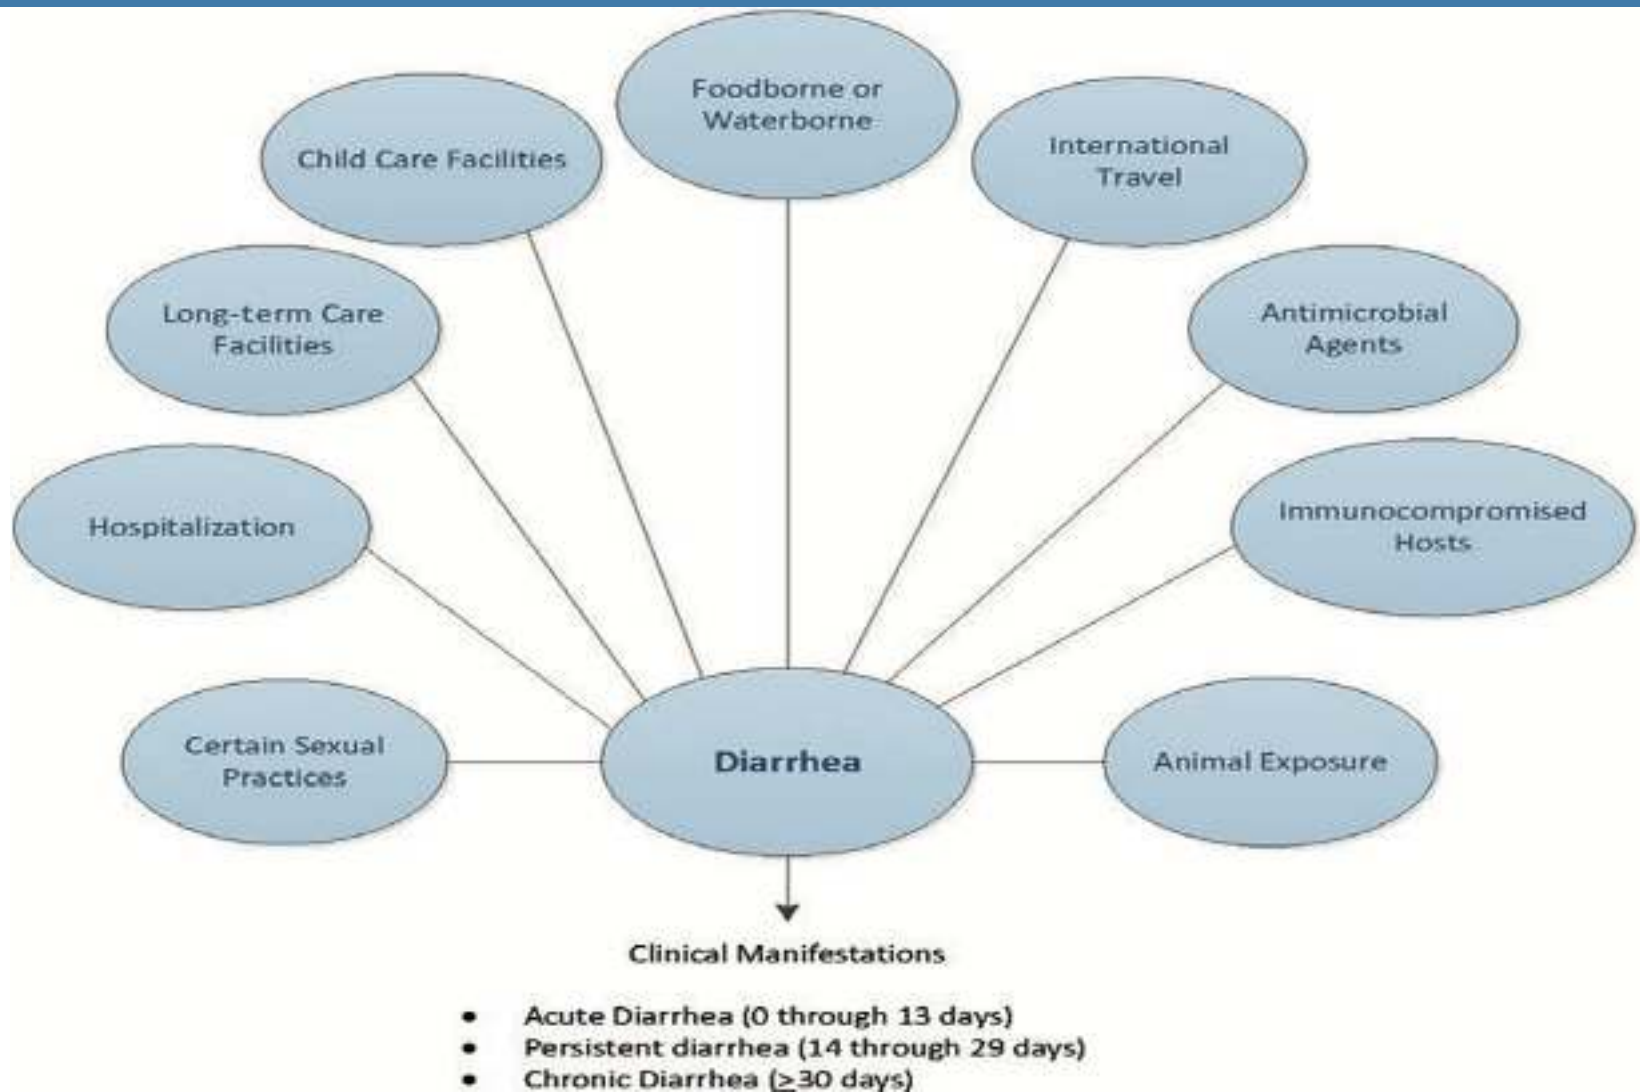 Foodborne or
Waterborne
Child Care Facilities
International
Travel
Long-term Care
Facilities
Antimicrobial
Agents
Hospitalization
Immunocompromised
Hosts
Certain Sexual
Practices
Diarrhea
Animal Exposure
Clinical Manifestations
• Acute Diarrhea (0 through 13 days)
• Persistent diarrhea (14 through 29 days)
• Chronic Diarrhea (≥30 days)